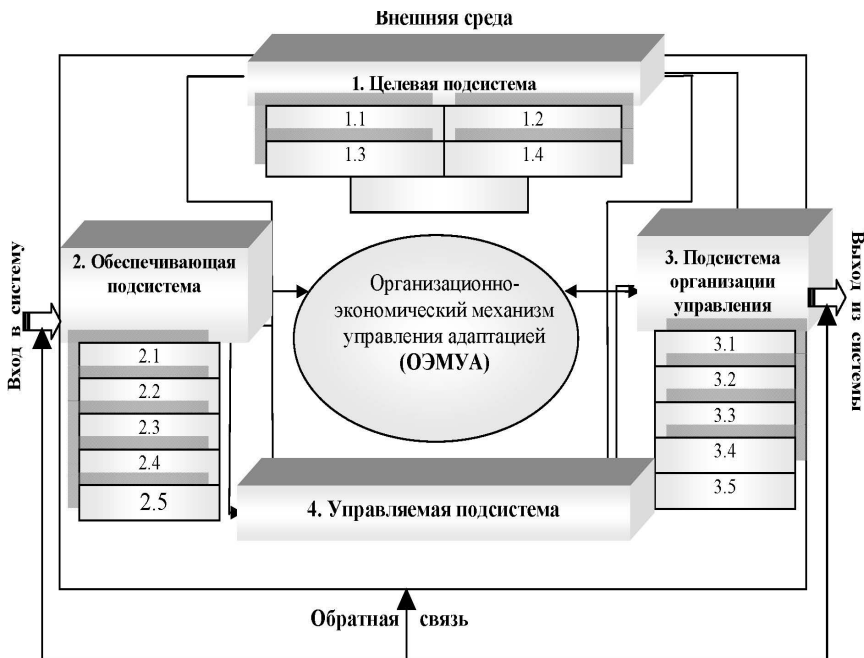 Внешняя среда
1. Целевая подсистема
1.1
1.2
1.3
1.4
Вход в систему
2. Обеспечивающая
подсистема
2.1
2.2
2.3
2.4
2.5
Организационно-
экономический механизм
управления адаптацией
(ОЭМУА)
3. Подсистема
организации
управления
3.1
3.2
3.3
3.4
3.5
Выход из системы
4. Управляемая подсистема
Обратная связь